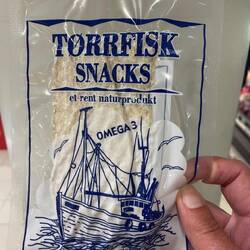 TØRRFISK
SNACKS
et rent naturprodukt
OMEGA 3